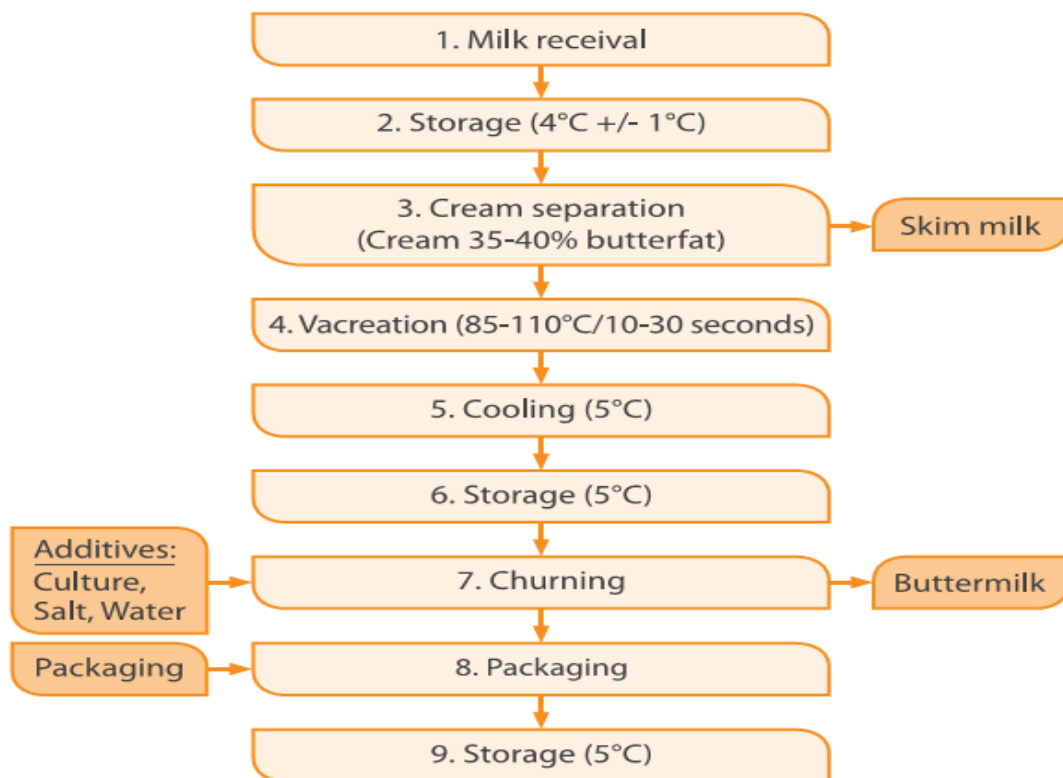 1. Milk receival
2. Storage (4°C +/- 1°C)
3. Cream separation
(Cream 35-40% butterfat)
Skim milk
4. Vacreation (85-110°C/10-30 seconds)
5. Cooling (5°C)
6. Storage (5°C)
Additives:
Culture,
Salt, Water
7. Churning
Buttermilk
Packaging
8. Packaging
9. Storage (5°C)